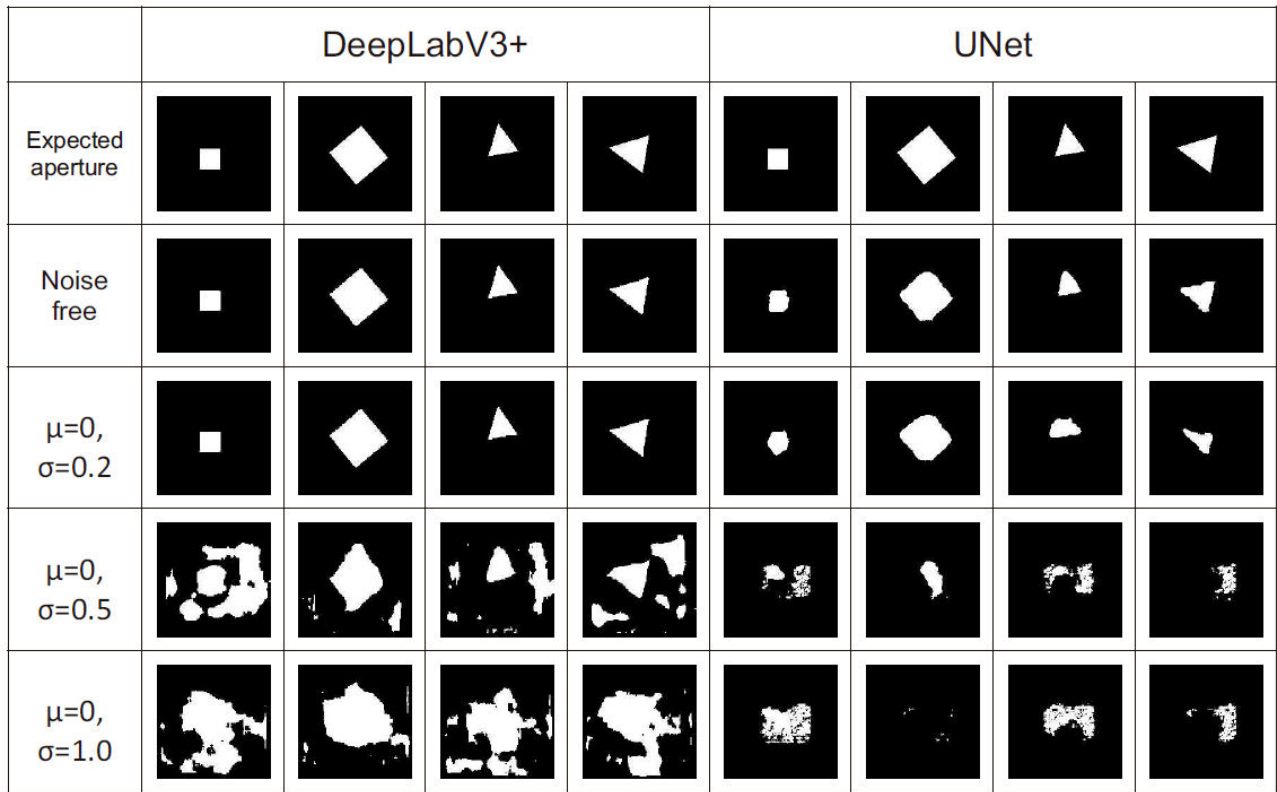 DeepLabV3+
UNet
Expected
aperture
Noise
free
μ=0,
σ=0.2
μ=0,
σ=0.5
μ=0,
σ=1.0